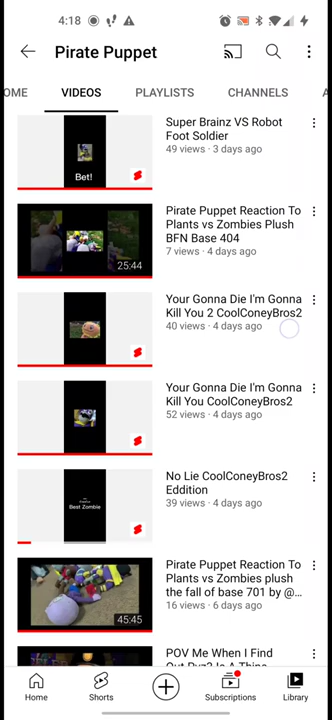 4:18
Pirate Puppet
OME
VIDEOS
PLAYLISTS
CHANNELS
Bet!
Super Brainz VS Robot
Foot Soldier
49 views · 3 days ago
25:44
Pirate Puppet Reaction To
Plants vs Zombies Plush
BFN Base 404
7 views · 4 days ago
Your Gonna Die I'm Gonna
Kill You 2 CoolConeyBros2
40 views · 4 days ago
Your Gonna Die I'm Gonna
Kill You CoolConeyBros2
52 views · 4 days ago
Best Zombie
No Lie CoolConeyBros2
Eddition
39 views · 4 days ago
45:45
Pirate Puppet Reaction To
Plants vs Zombies plush
the fall of base 701 by @...
16 views · 6 days ago
POV Me When I Find
Out Pvz3 Is A Thing
Home
Shorts
Subscriptions
Library